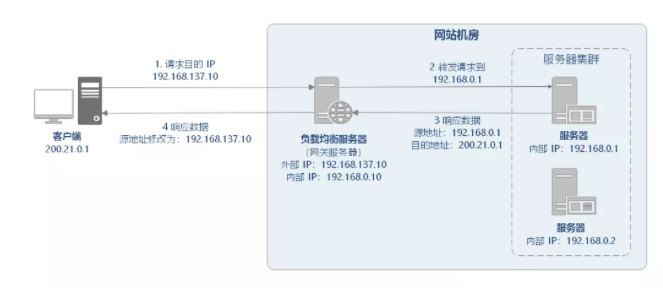 网站机房
1. 请求目的 IP
192.168.137.10
2 转发请求到
192.168.0.1
服务器集群
4 响应数据
源地址修改为：192.168.137.10
3 响应数据
源地址：192.168.0.1
目的地址：200.21.0.1
客户端
200.21.0.1
负载均衡服务器
(网关服务器)
外部 IP：192.168.137.10
内部 IP：192.168.0.10
服务器
内部 IP：192.168.0.1
服务器
内部 IP：192.168.0.2